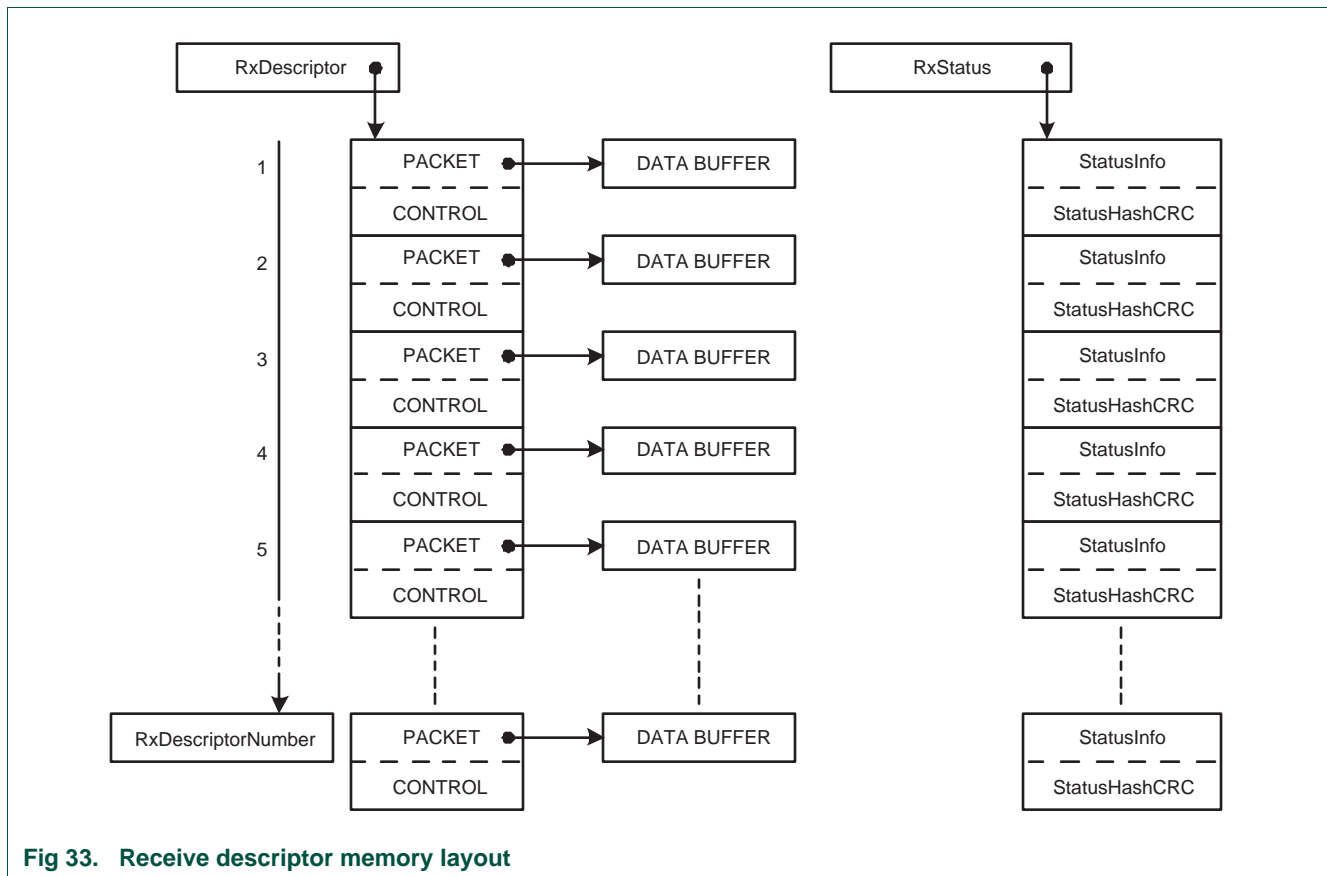 RxDescriptor
RxStatus
1
PACKET
DATA BUFFER
StatusInfo
CONTROL
StatusHashCRC
2
PACKET
DATA BUFFER
StatusInfo
CONTROL
StatusHashCRC
3
PACKET
DATA BUFFER
StatusInfo
CONTROL
StatusHashCRC
4
PACKET
DATA BUFFER
StatusInfo
CONTROL
StatusHashCRC
5
PACKET
DATA BUFFER
StatusInfo
CONTROL
StatusHashCRC
RxDescriptorNumber
PACKET
DATA BUFFER
StatusInfo
CONTROL
StatusHashCRC
Fig 33. Receive descriptor memory layout